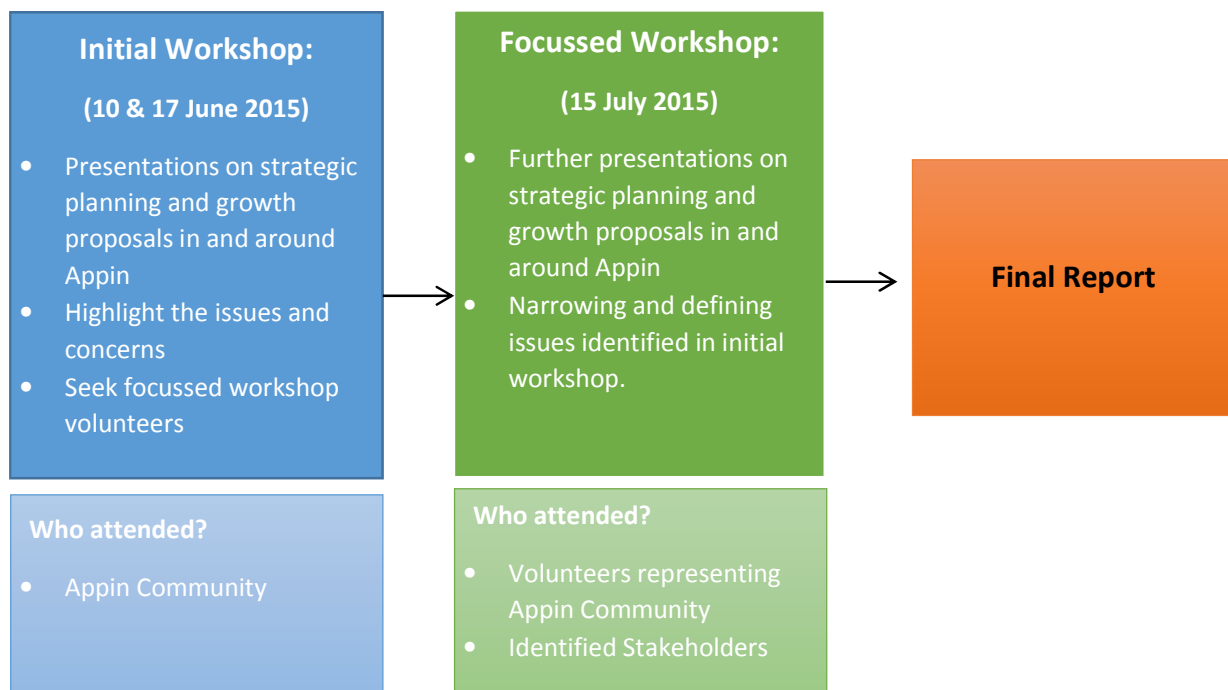 Initial Workshop:
(10 & 17 June 2015)
• Presentations on strategic
planning and growth
proposals in and around
Appin
• Highlight the issues and
concerns
• Seek focussed workshop
volunteers
Who attended?
• Appin Community
Focussed Workshop:
(15 July 2015)
• Further presentations on
strategic planning and
growth proposals in and
around Appin
• Narrowing and defining
issues identified in initial
workshop.
Who attended?
• Volunteers representing
Appin Community
• Identified Stakeholders
Final Report